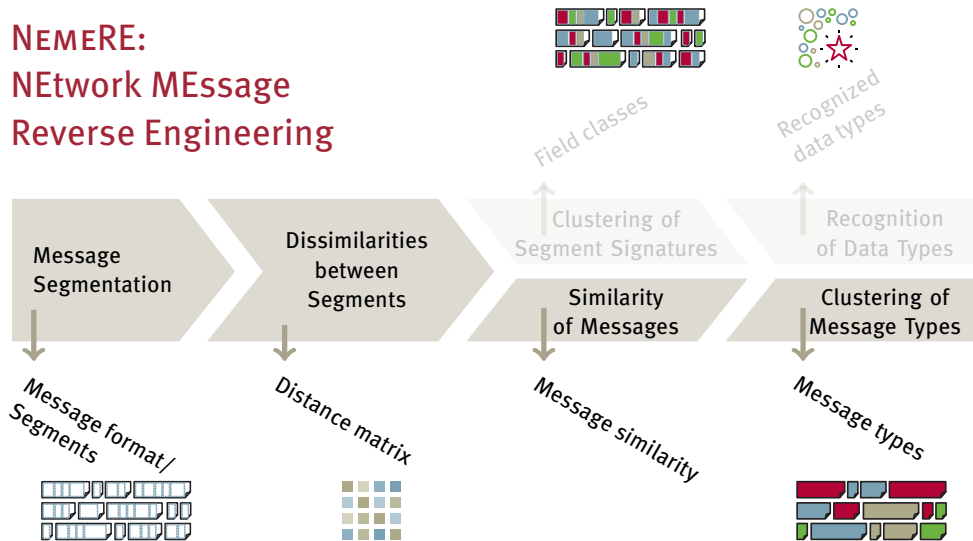 NEMERE:
NEtwork MEssage
Reverse Engineering
Field classes
Recognized
data types
Message
Segmentation
Dissimilarities
between
Segments
Clustering of
Segment Signatures
Recognition
of Data Types
Similarity
of Messages
Clustering of
Message Types
Message format/
Segments
Distance matrix
Message similarity
Message types